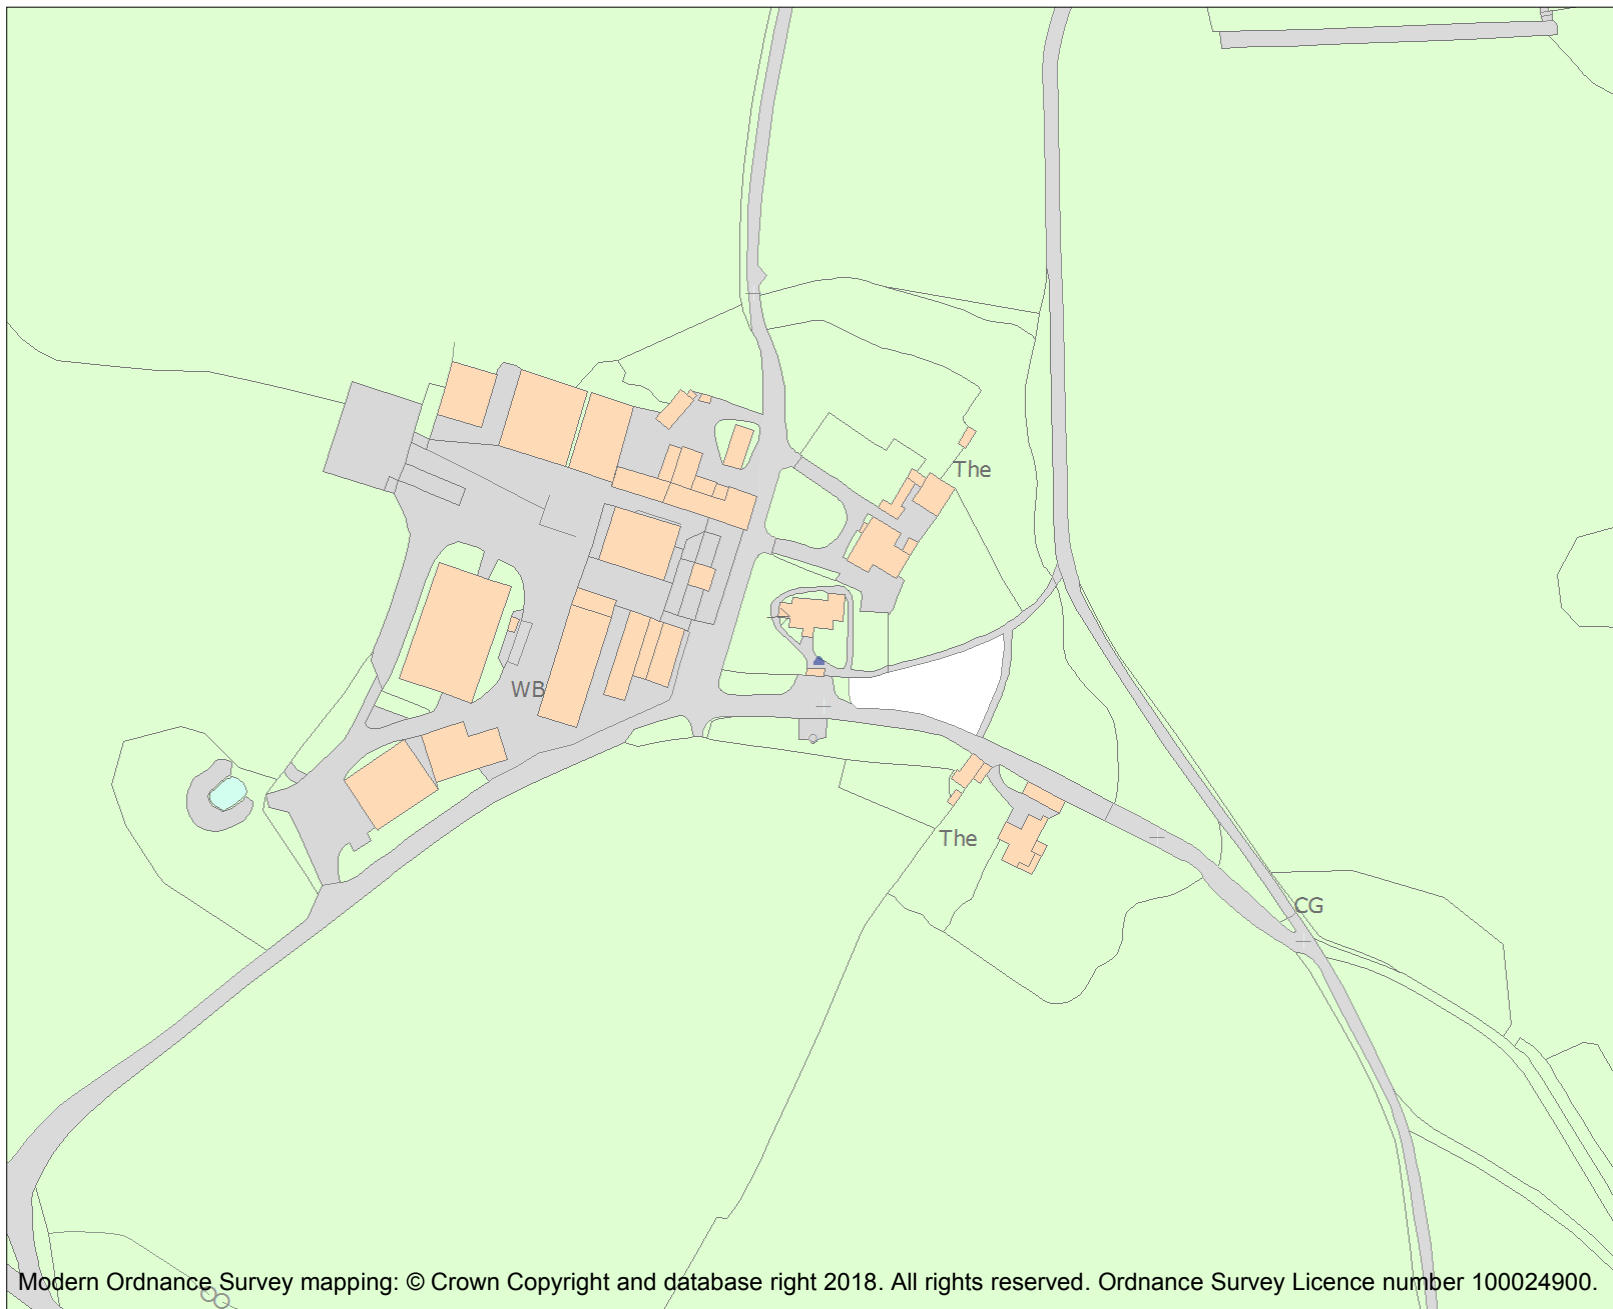 The
WB
The
CG
Modern Ordnance Survey mapping: © Crown Copyright and database right 2018. All rights reserved. Ordnance Survey Licence number 100024900.